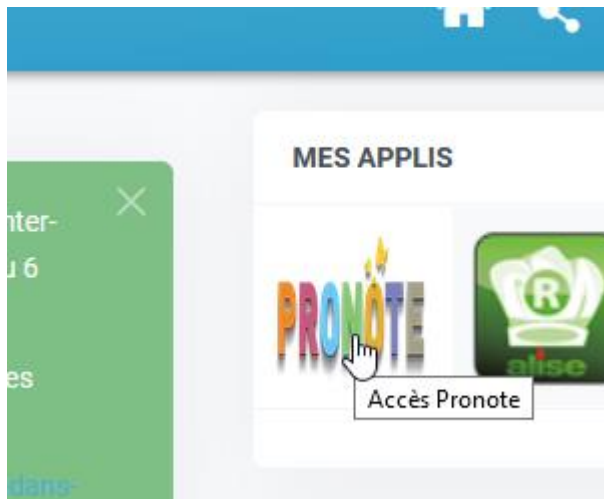 MES APPLIS
nter-
u 6
es
dans-
PRONOTE
R
alise
Accès Pronote